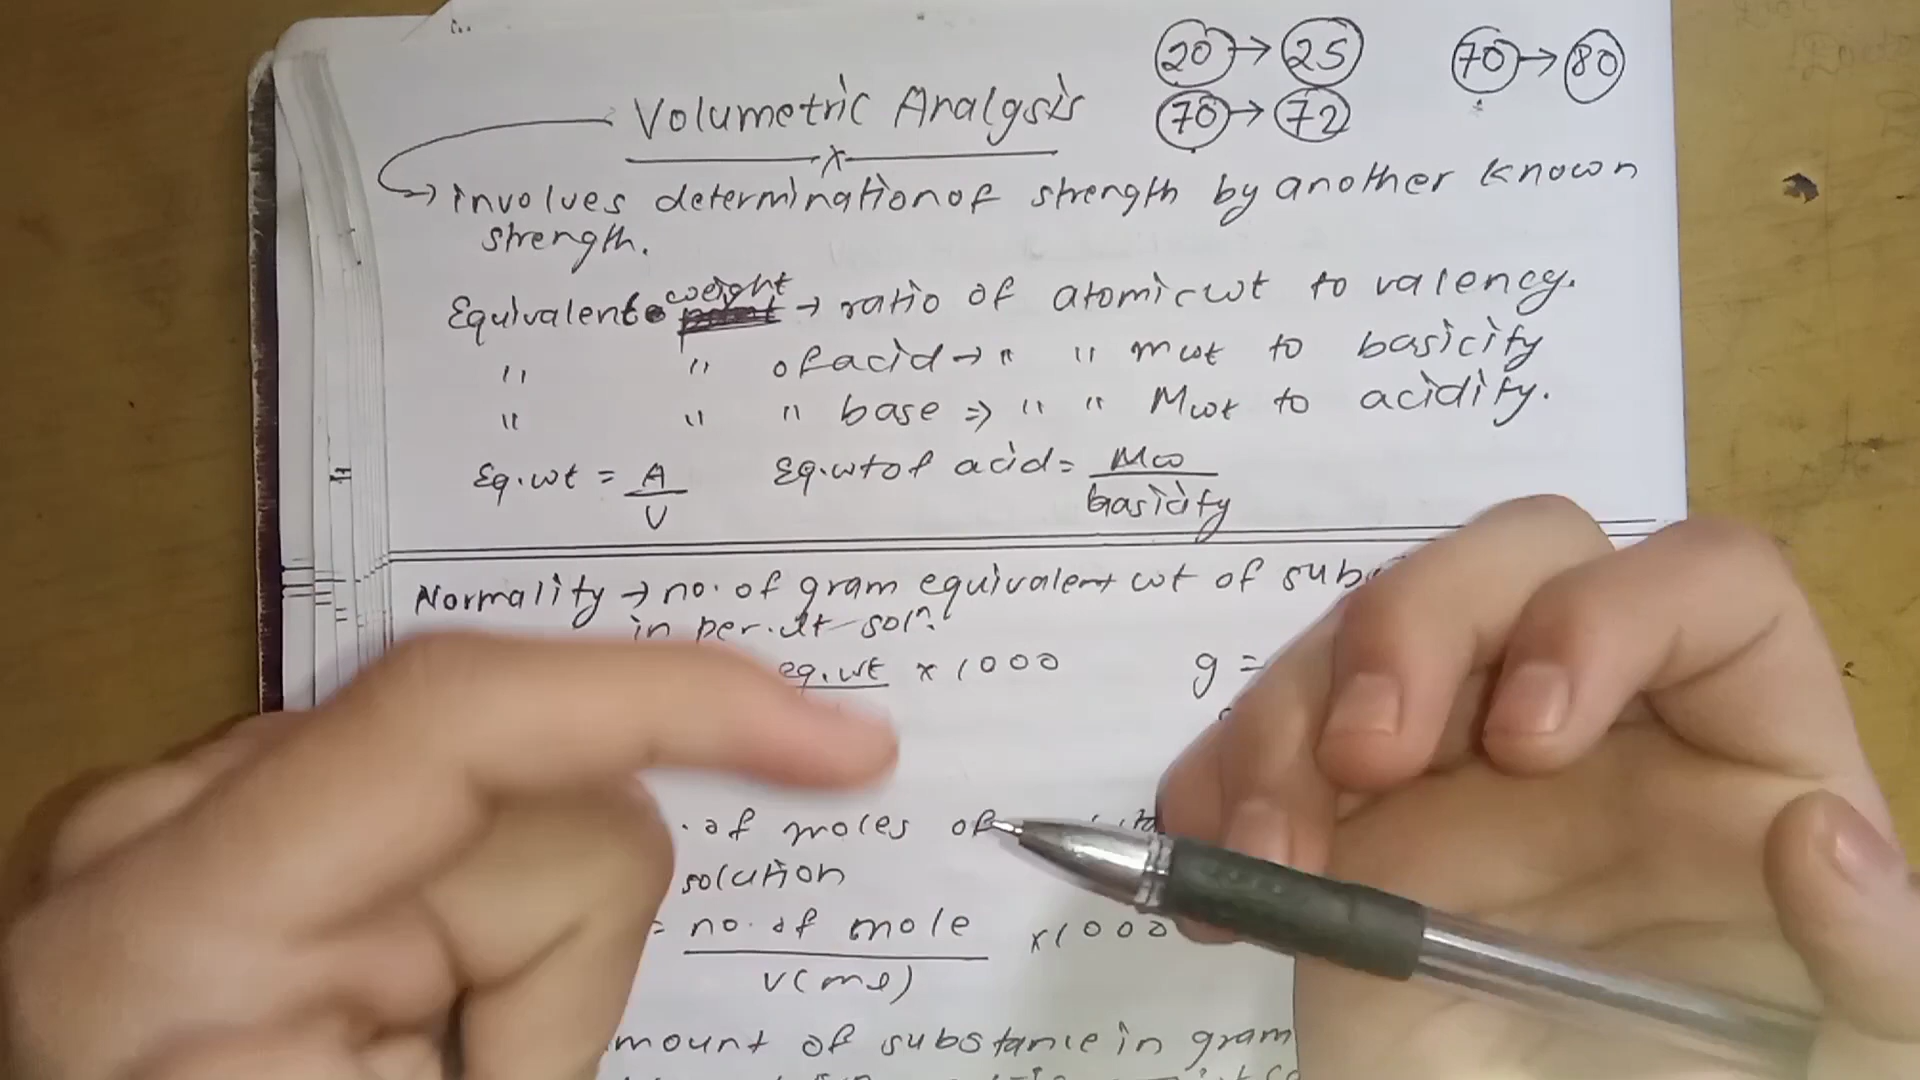 20 → 25 70 → 80
70 → 72
Volumetric Analysis
x
→ involves determination of strength by another known
strength.
Equivalent weight → ratio of atomic wt to valency.
" " of acid → " " mwt to basicity
" " " base => " " Mwt to acidity.
Eq.wt = A/V Eq.wt of acid = Mw/basicity
Normality → no. of gram equivalent wt of
in per.lt soln.
eq.wt x 1000 g =
. of moles of
solution
= no. of mole/V(ml) x1000
mount of substance in gram